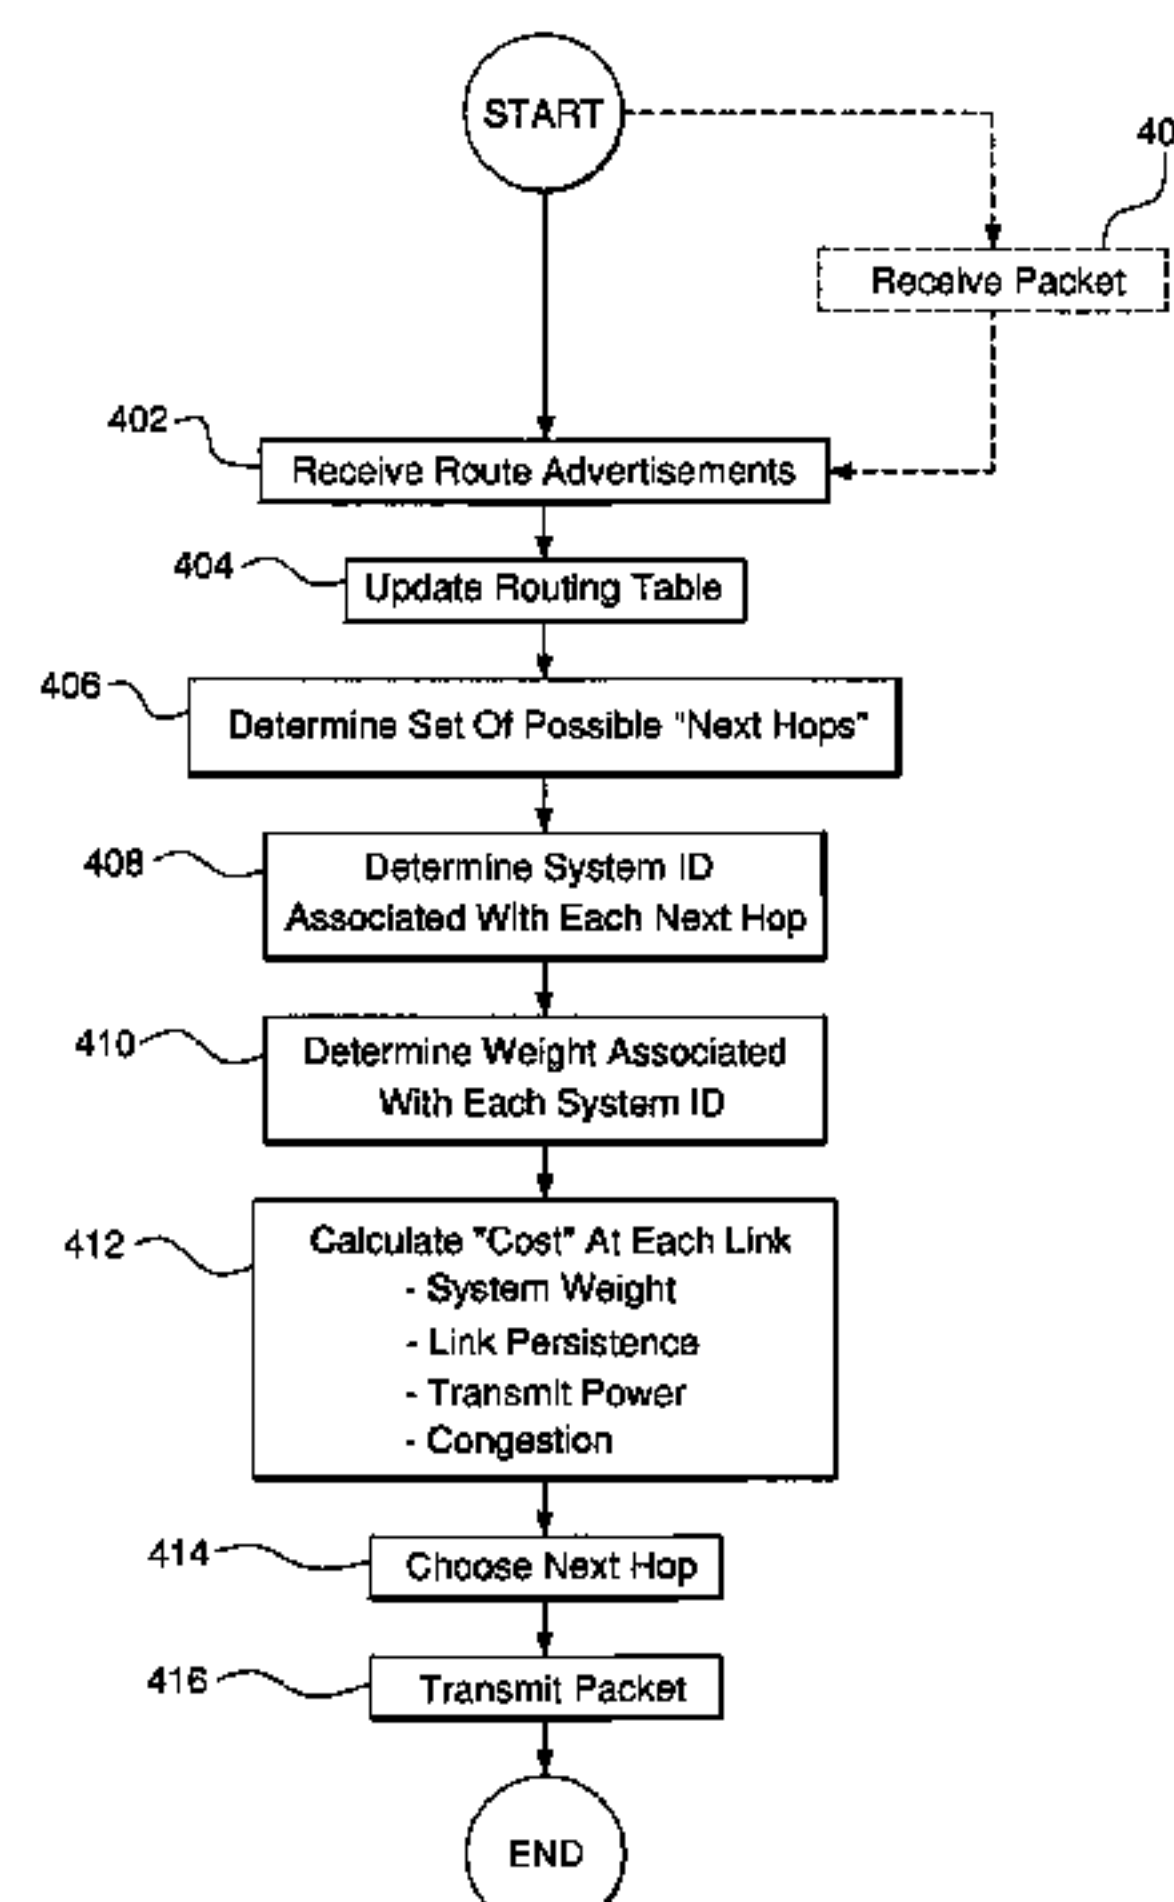 START
40
Receive Packet
402
Receive Route Advertisements
404
Update Routing Table
406
Determine Set Of Possible "Next Hops"
408
Determine System ID
Associated With Each Next Hop
410
Determine Weight Associated
With Each System ID
412
Calculate "Cost" At Each Link
- System Weight
- Link Persistence
- Transmit Power
- Congestion
414
Choose Next Hop
416
Transmit Packet
END